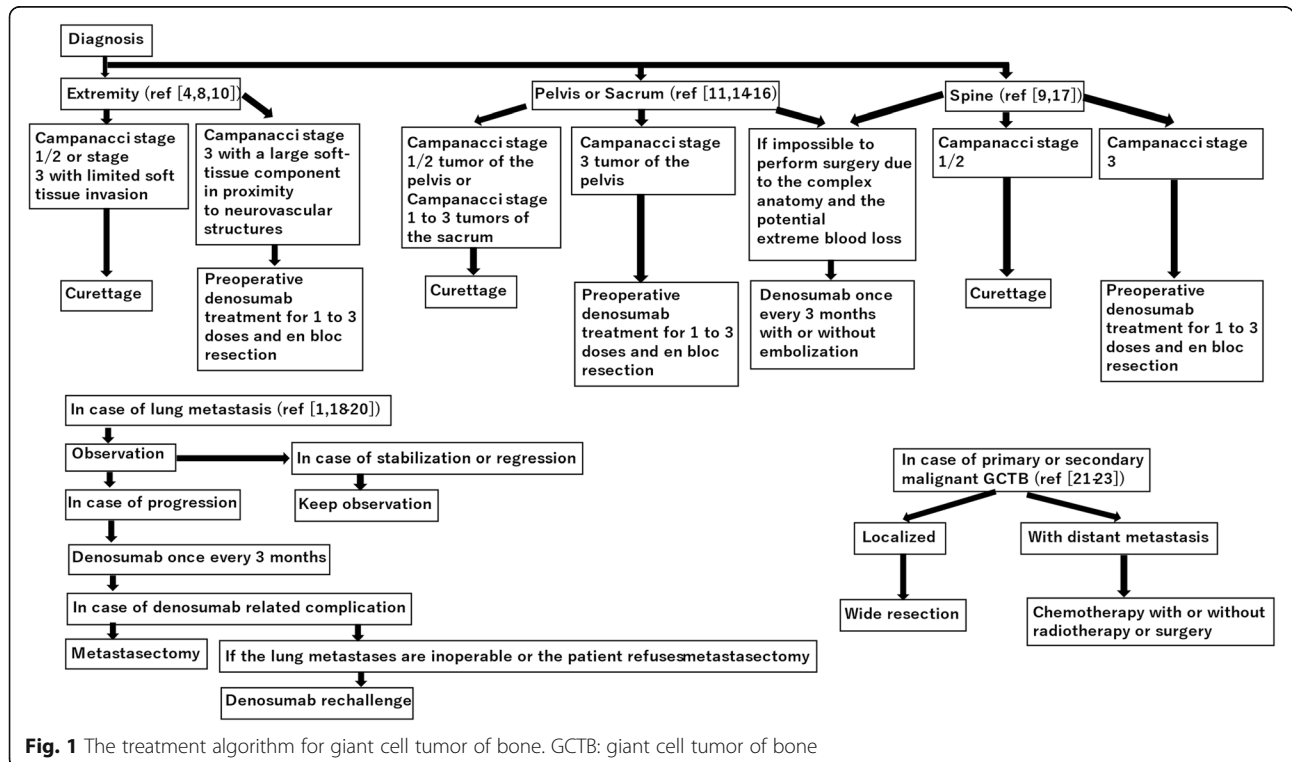 Diagnosis
Extremity (ref [4,8,10])
Pelvis or Sacrum (ref [11,14-16)
Spine (ref [9,17])
Campanacci stage
1/2 or stage
3 with limited soft
tissue invasion
Campanacci stage
3 with a large soft-
tissue component
in proximity
to neurovascular
structures
Campanacci stage
1/2 tumor of the
pelvis or
Campanacci stage
1 to 3 tumors of
the sacrum
Campanacci stage
3 tumor of the
pelvis
If impossible to
perform surgery due
to the complex
anatomy and the
potential
extreme blood loss
Campanacci stage
1/2
Campanacci stage
3
Curettage
Preoperative
denosumab
treatment for 1 to 3
doses and en bloc
resection
Curettage
Preoperative
denosumab
treatment for 1 to 3
doses and en bloc
resection
Denosumab once
every 3 months
with or without
embolization
Curettage
Preoperative
denosumab
treatment for 1 to 3
doses and en bloc
resection
In case of lung metastasis (ref [1,18-20])
Observation
In case of stabilization or regression
In case of progression
Keep observation
Denosumab once every 3 months
In case of denosumab related complication
Metastasectomy
If the lung metastases are inoperable or the patient refusesmetastasectomy
Denosumab rechallenge
In case of primary or secondary
malignant GCTB (ref [21-23])
Localized
With distant metastasis
Wide resection
Chemotherapy with or without
radiotherapy or surgery
Fig. 1 The treatment algorithm for giant cell tumor of bone. GCTB: giant cell tumor of bone